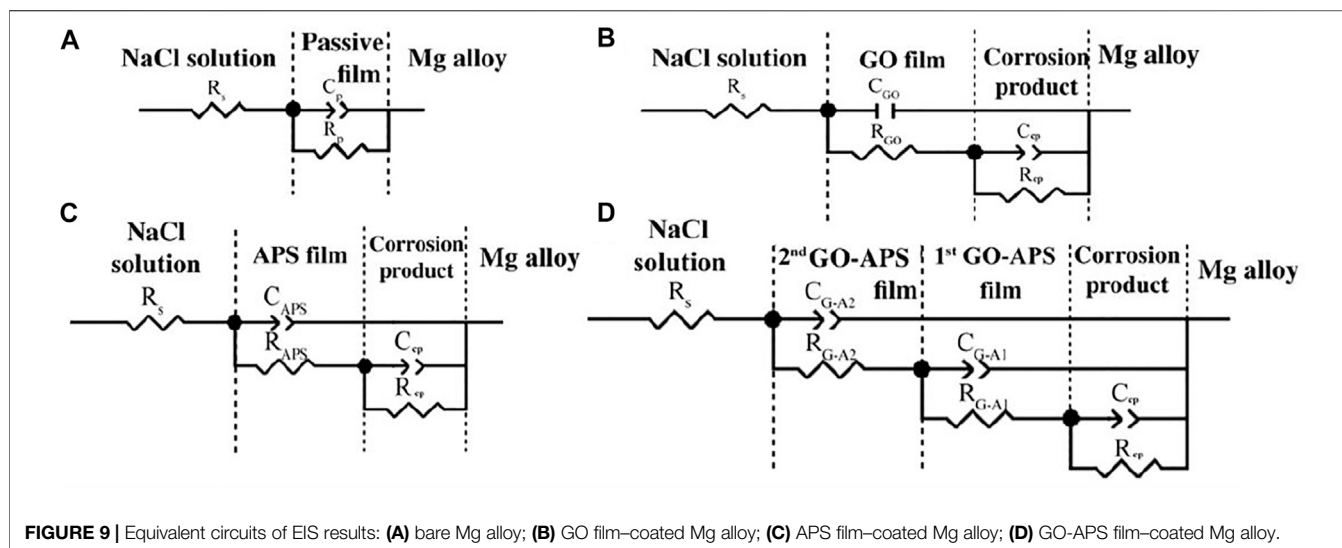 A
NaCl solution
Passive
film
Mg alloy
Rs
Cp
Rp
B
NaCl solution
GO film
Corrosion
product
Mg alloy
Rs
CGO
RGO
Ccp
Rcp
C
NaCl
solution
APS film
Corrosion
product
Mg alloy
Rs
CAPS
RAPS
Ccp
Rcp
D
NaCl
solution
2nd GO-APS
film
1st GO-APS
film
Corrosion
product
Mg alloy
Rs
CG-A2
RG-A2
CG-A1
RG-A1
Ccp
Rcp
FIGURE 9 | Equivalent circuits of EIS results: (A) bare Mg alloy; (B) GO film–coated Mg alloy; (C) APS film–coated Mg alloy; (D) GO-APS film–coated Mg alloy.